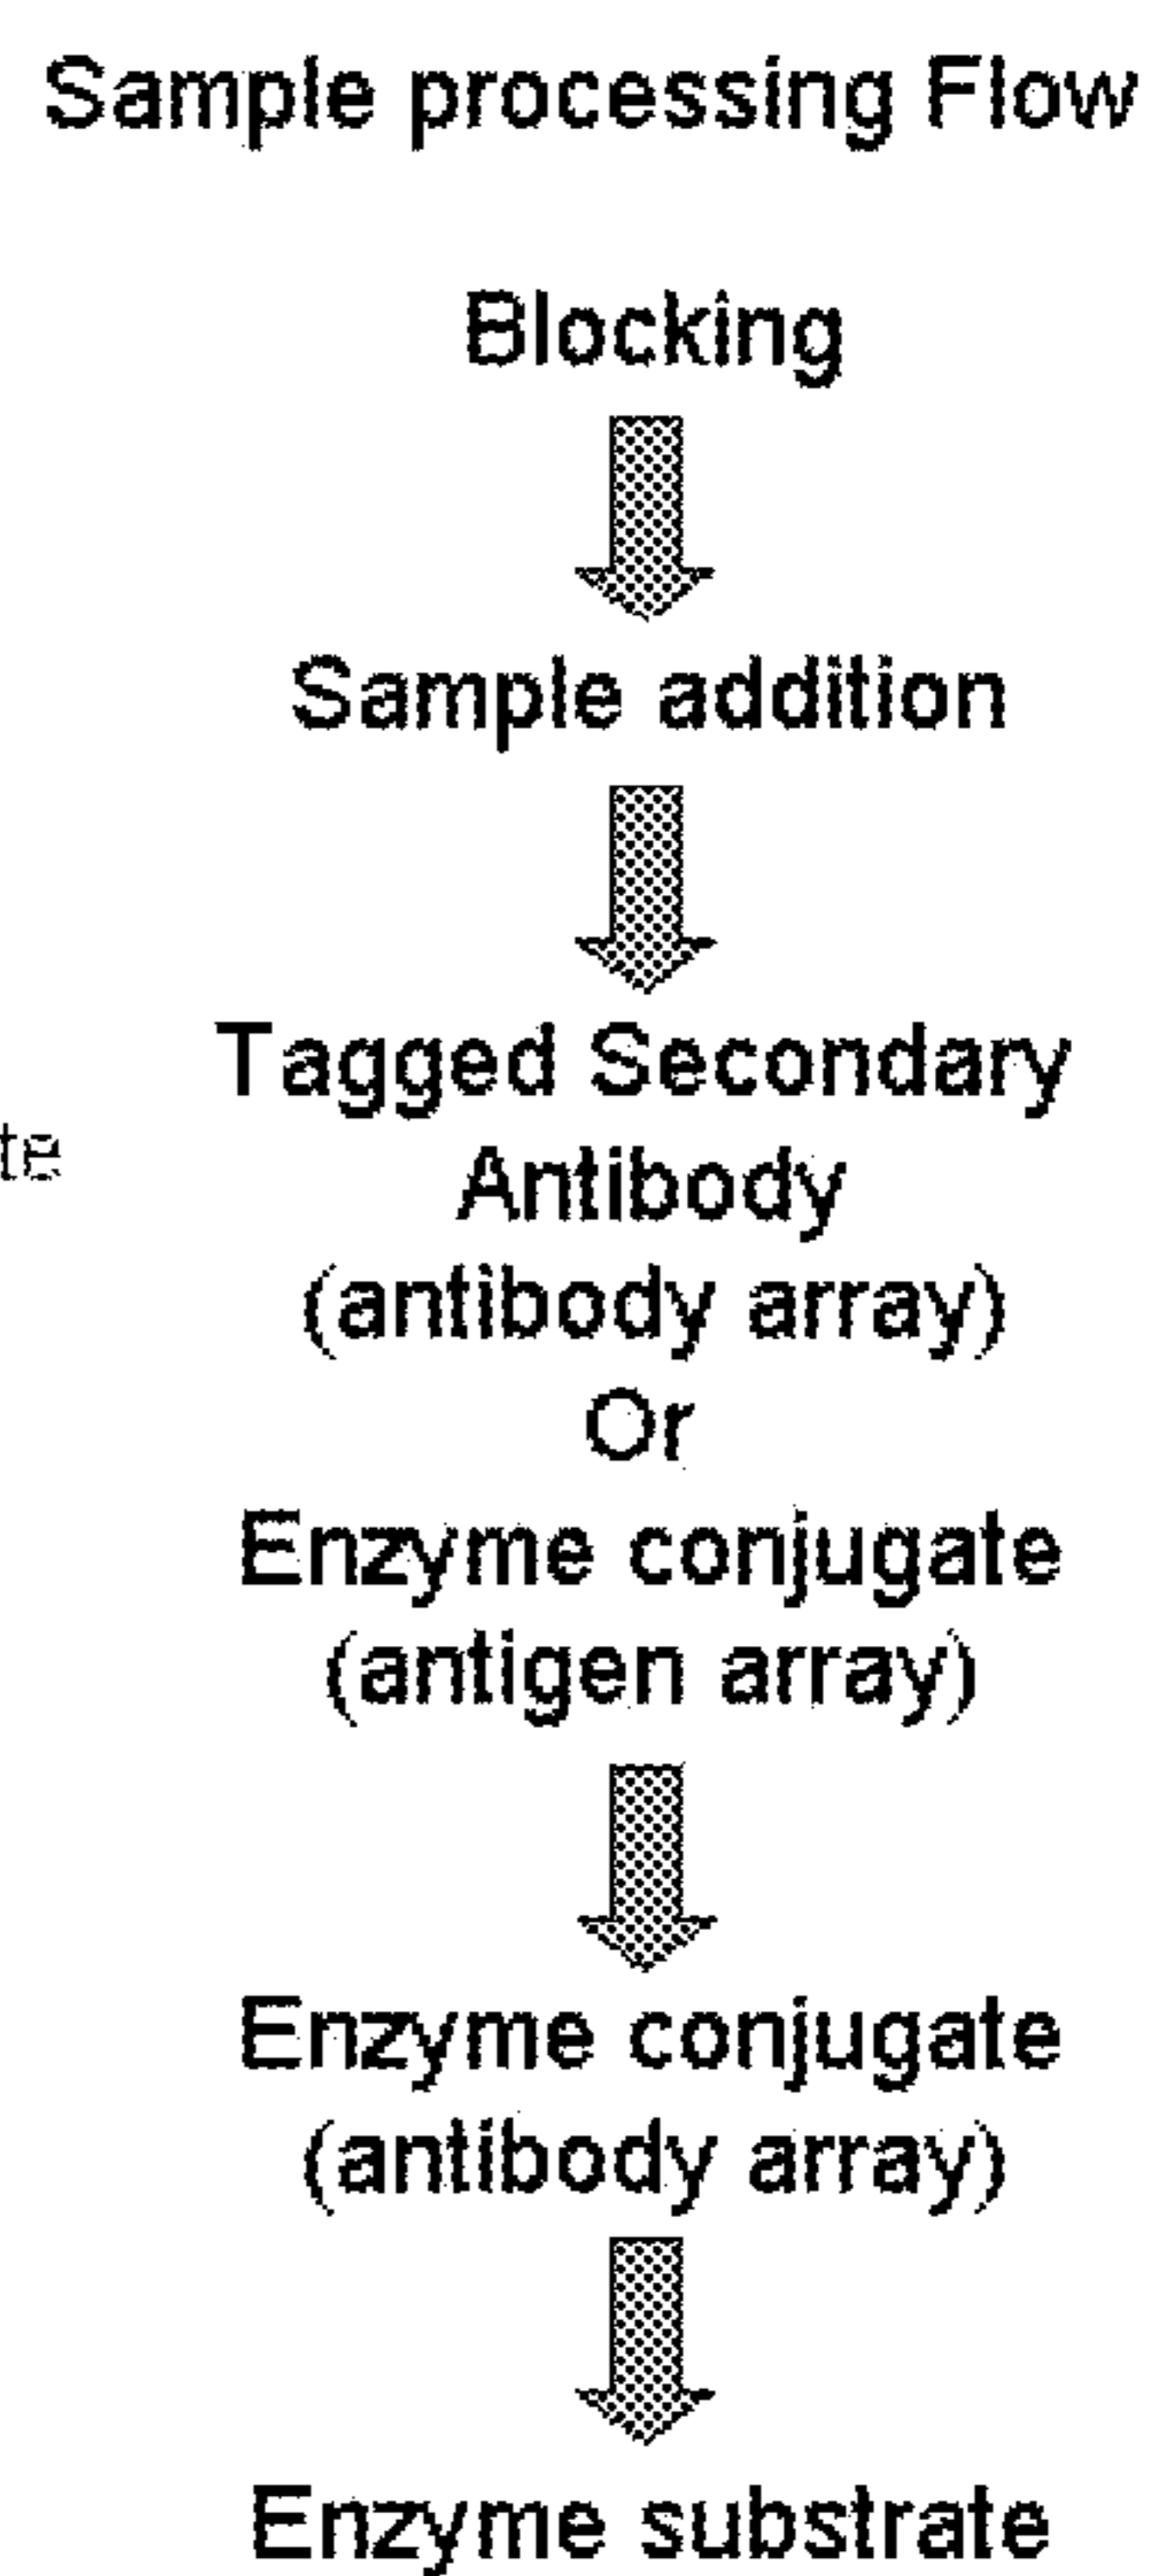 Sample processing Flow
Blocking
Sample addition
Tagged Secondary
Antibody
(antibody array)
Or
Enzyme conjugate
(antigen array)
Enzyme conjugate
(antibody array)
Enzyme substrate